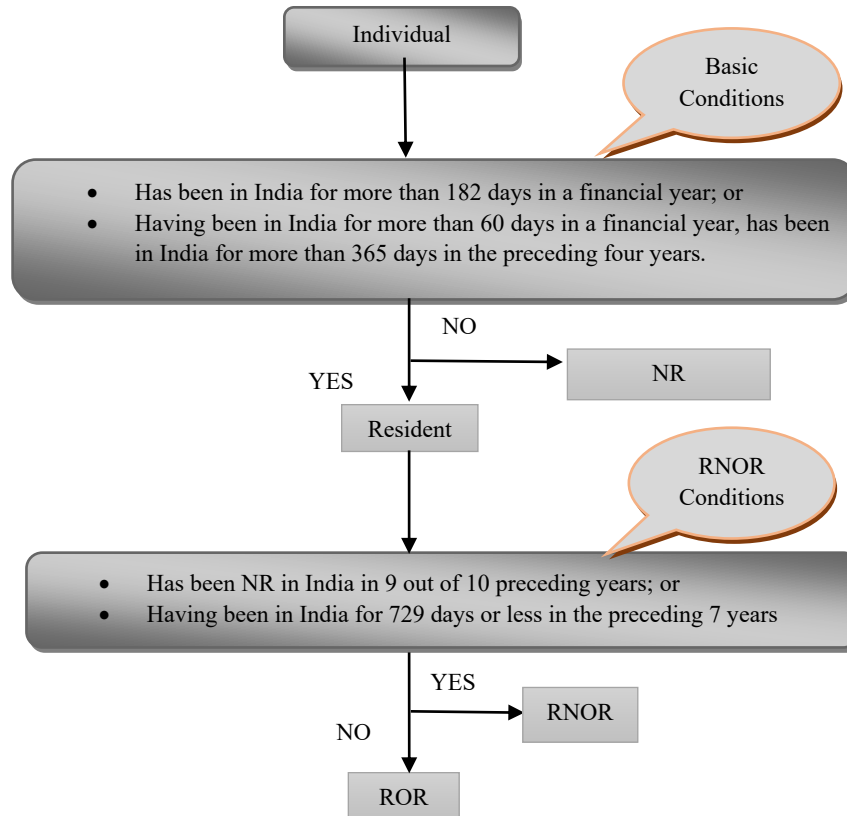 Individual
Basic
Conditions
• Has been in India for more than 182 days in a financial year; or
• Having been in India for more than 60 days in a financial year, has been
in India for more than 365 days in the preceding four years.
NO
NR
YES
Resident
RNOR
Conditions
• Has been NR in India in 9 out of 10 preceding years; or
• Having been in India for 729 days or less in the preceding 7 years
YES
RNOR
NO
ROR